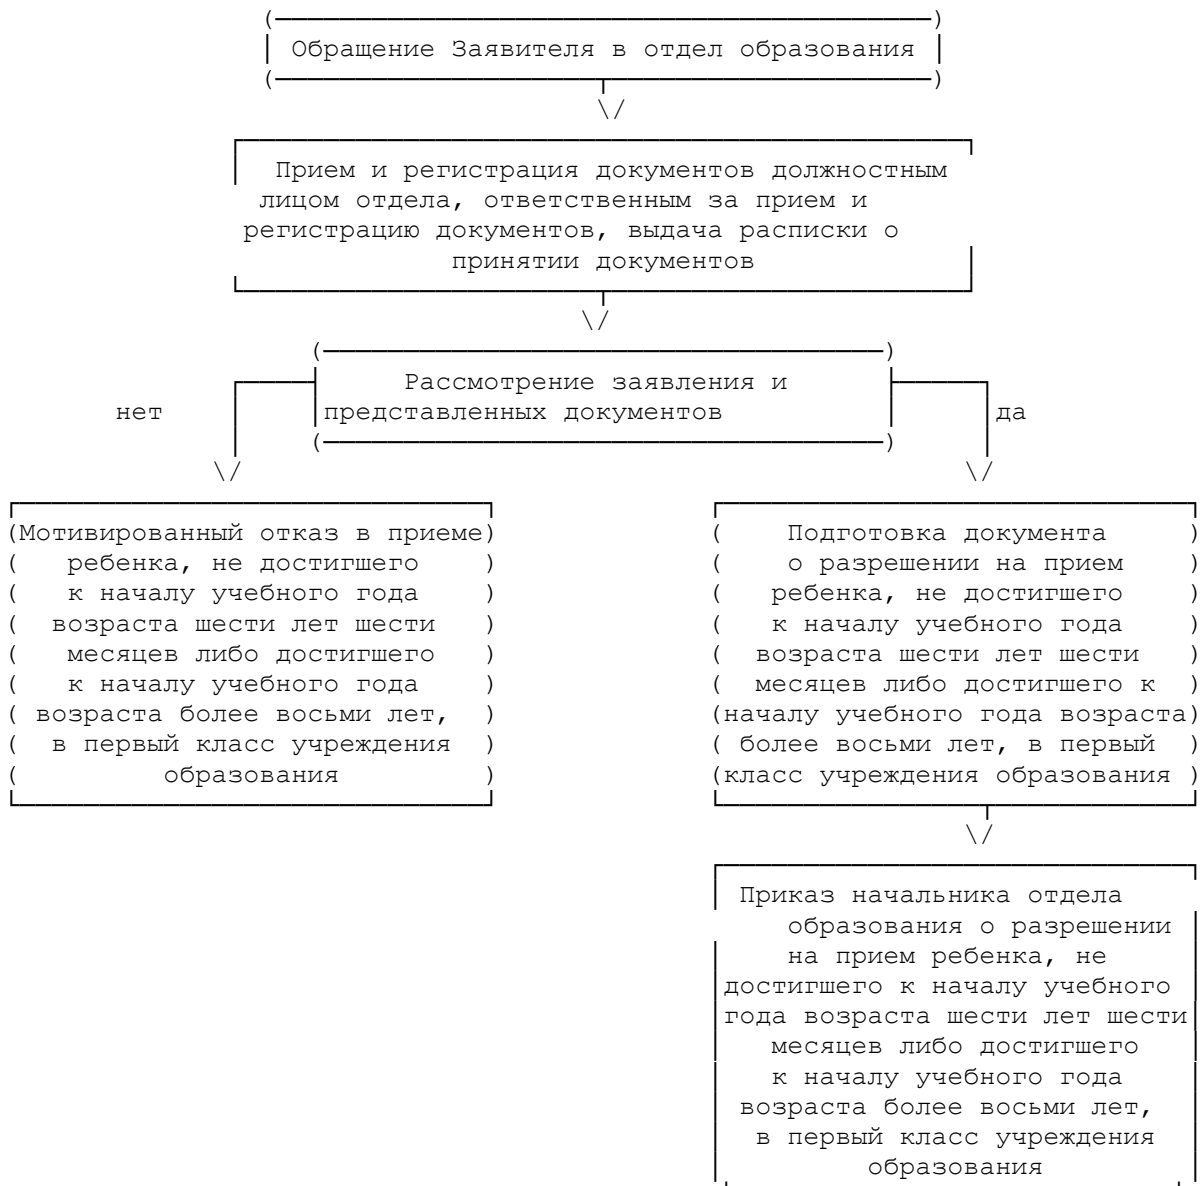 Обращение Заявителя в отдел образования
Прием и регистрация документов должностным
лицом отдела, ответственным за прием и
регистрацию документов, выдача расписки о
принятии документов
Рассмотрение заявления и
представленных документов
нет
да
(Мотивированный отказ в приеме)
( ребенка, не достигшего )
( к началу учебного года )
( возраста шести лет шести )
( месяцев либо достигшего )
( к началу учебного года )
( возраста более восьми лет, )
( в первый класс учреждения )
( образования )
( Подготовка документа )
( о разрешении на прием )
( ребенка, не достигшего )
( к началу учебного года )
( возраста шести лет шести )
( месяцев либо достигшего к )
(началу учебного года возраста)
( более восьми лет, в первый )
(класс учреждения образования )
Приказ начальника отдела
образования о разрешении
на прием ребенка, не
достигшего к началу учебного
года возраста шести лет шести
месяцев либо достигшего
к началу учебного года
возраста более восьми лет,
в первый класс учреждения
образования